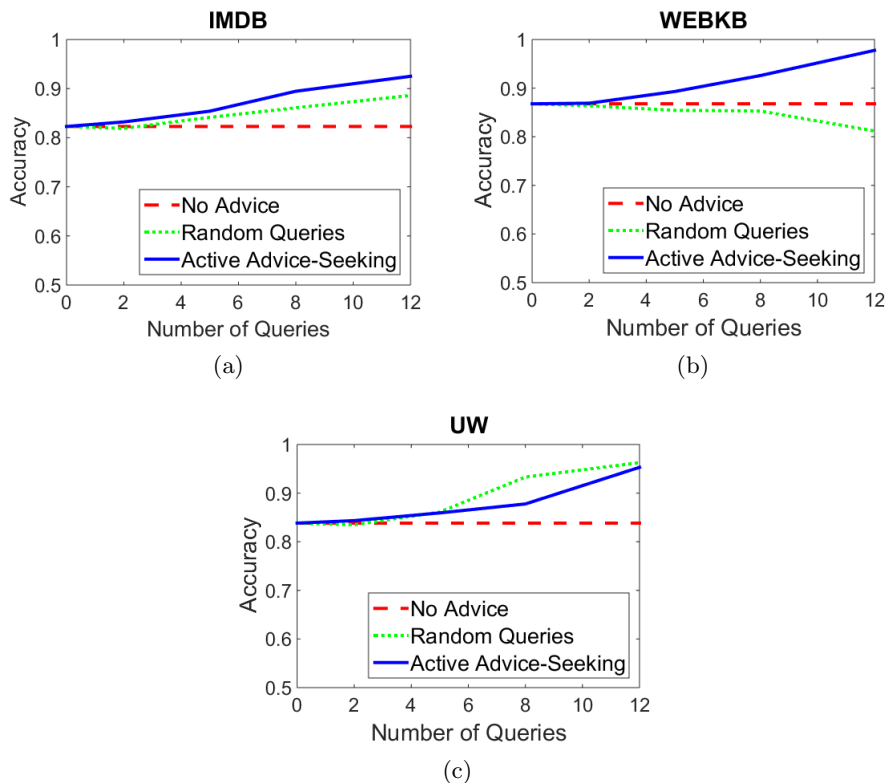 IMDB
1
0.9
0.8
0.7
0.6
0.5
Accuracy
No Advice
Random Queries
Active Advice-Seeking
0 2 4 6 8 10 12
Number of Queries
(a)
WEBKB
1
0.9
0.8
0.7
0.6
0.5
Accuracy
No Advice
Random Queries
Active Advice-Seeking
0 2 4 6 8 10 12
Number of Queries
(b)
UW
1
0.9
0.8
0.7
0.6
0.5
Accuracy
No Advice
Random Queries
Active Advice-Seeking
0 2 4 6 8 10 12
Number of Queries
(c)